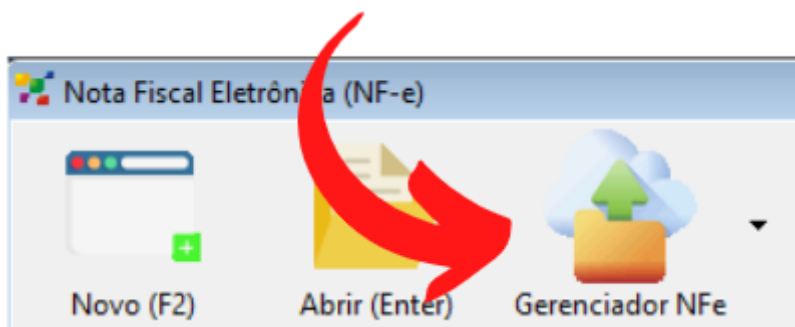 Nota Fiscal Eletrônica (NF-e)
Novo (F2)
Abrir (Enter)
Gerenciador NFe